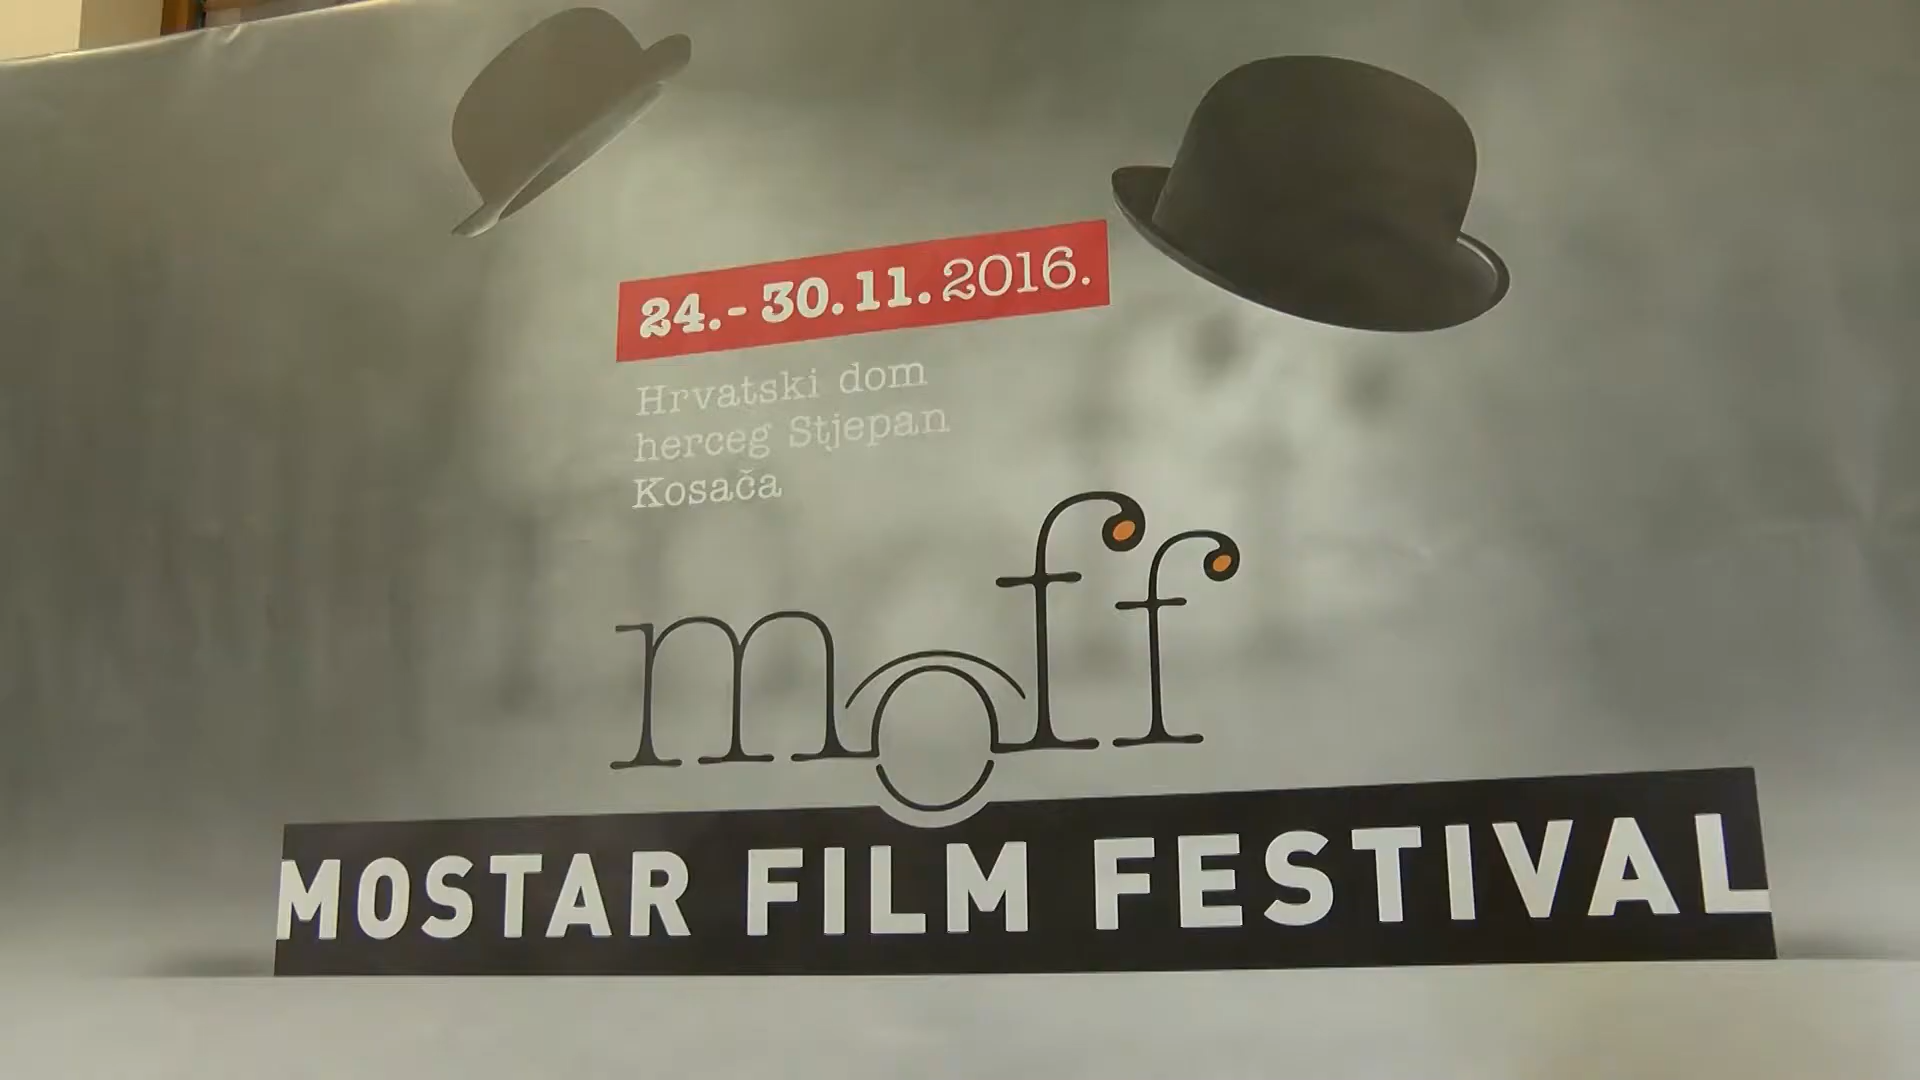 24.- 30.11.2016.
Hrvatski dom
herceg Stjepan
Kosača
moff
MOSTAR FILM FESTIVAL